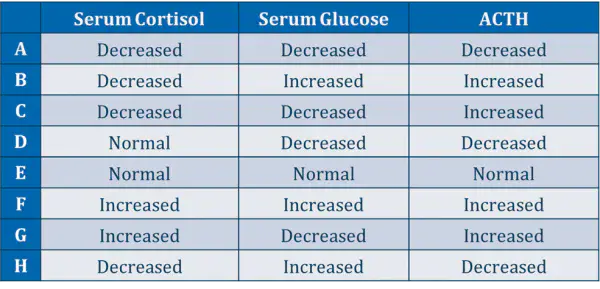 Serum Cortisol Serum Glucose ACTH
A Decreased Decreased Decreased
B Decreased Increased Increased
C Decreased Decreased Increased
D Normal Decreased Decreased
E Normal Normal Normal
F Increased Increased Increased
G Increased Decreased Increased
H Decreased Increased Decreased